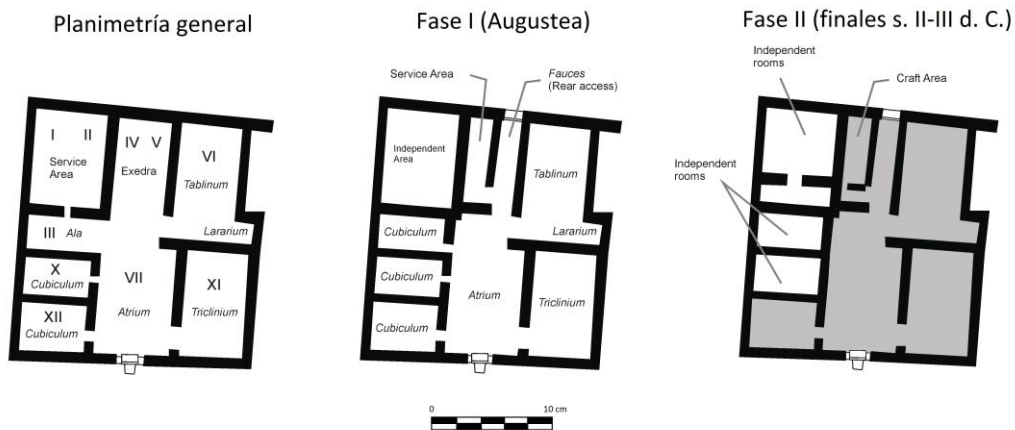 Planimetría general
I II
Service
Area
IV V
Exedra
VI
Tablinum
III Ala
Lararium
X
Cubiculum
VII
Atrium
XI
Triclinium
XII
Cubiculum
Fase I (Augustea)
Service Area
Fauces
(Rear access)
Independent
Area
Tablinum
Cubiculum
Lararium
Cubiculum
Atrium
Triclinium
Cubiculum
0 10 cm
Fase II (finales s. II-III d. C.)
Independent
rooms
Craft Area
Independent
rooms